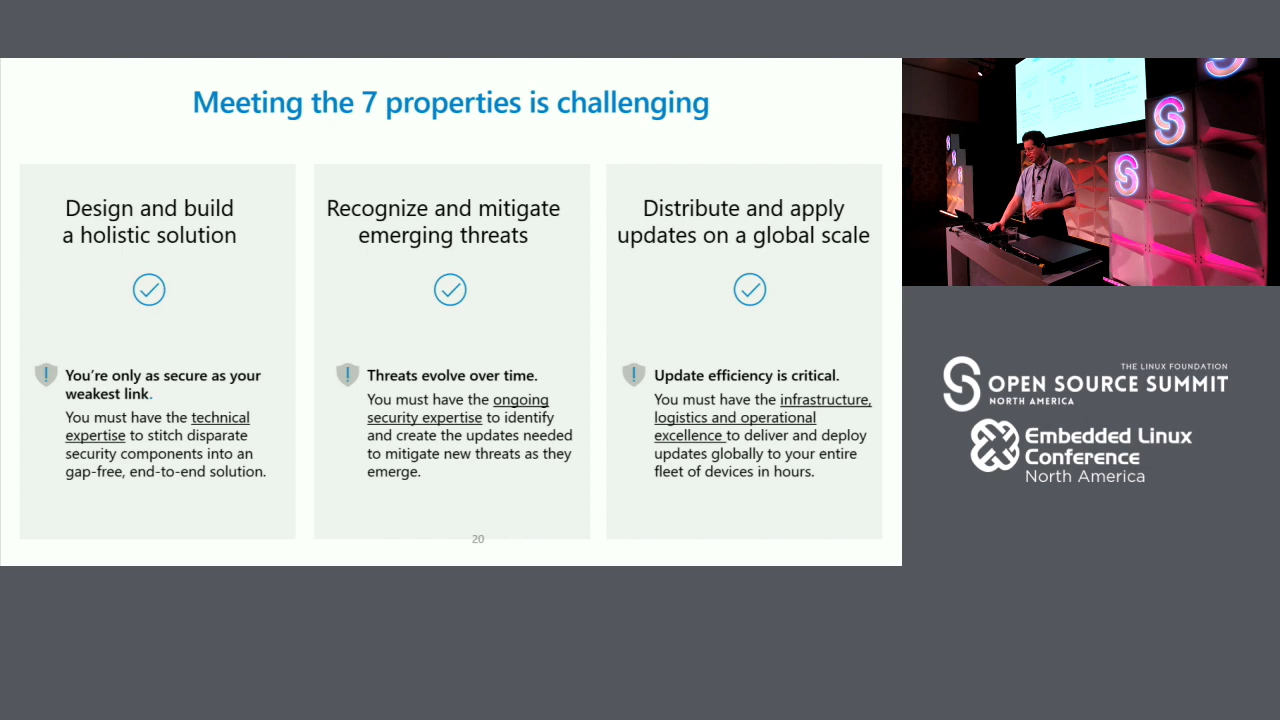 Meeting the 7 properties is challenging
Design and build
a holistic solution
You're only as secure as your
weakest link.
You must have the technical
expertise to stitch disparate
security components into an
gap-free, end-to-end solution.
Recognize and mitigate
emerging threats
Threats evolve over time.
You must have the ongoing
security expertise to identify
and create the updates needed
to mitigate new threats as they
emerge.
Distribute and apply
updates on a global scale
Update efficiency is critical.
You must have the infrastructure,
logistics and operational
excellence to deliver and deploy
updates globally to your entire
fleet of devices in hours.
20
THE LINUX FOUNDATION
OPEN SOURCE SUMMIT
NORTH AMERICA
Embedded Linux
Conference
North America